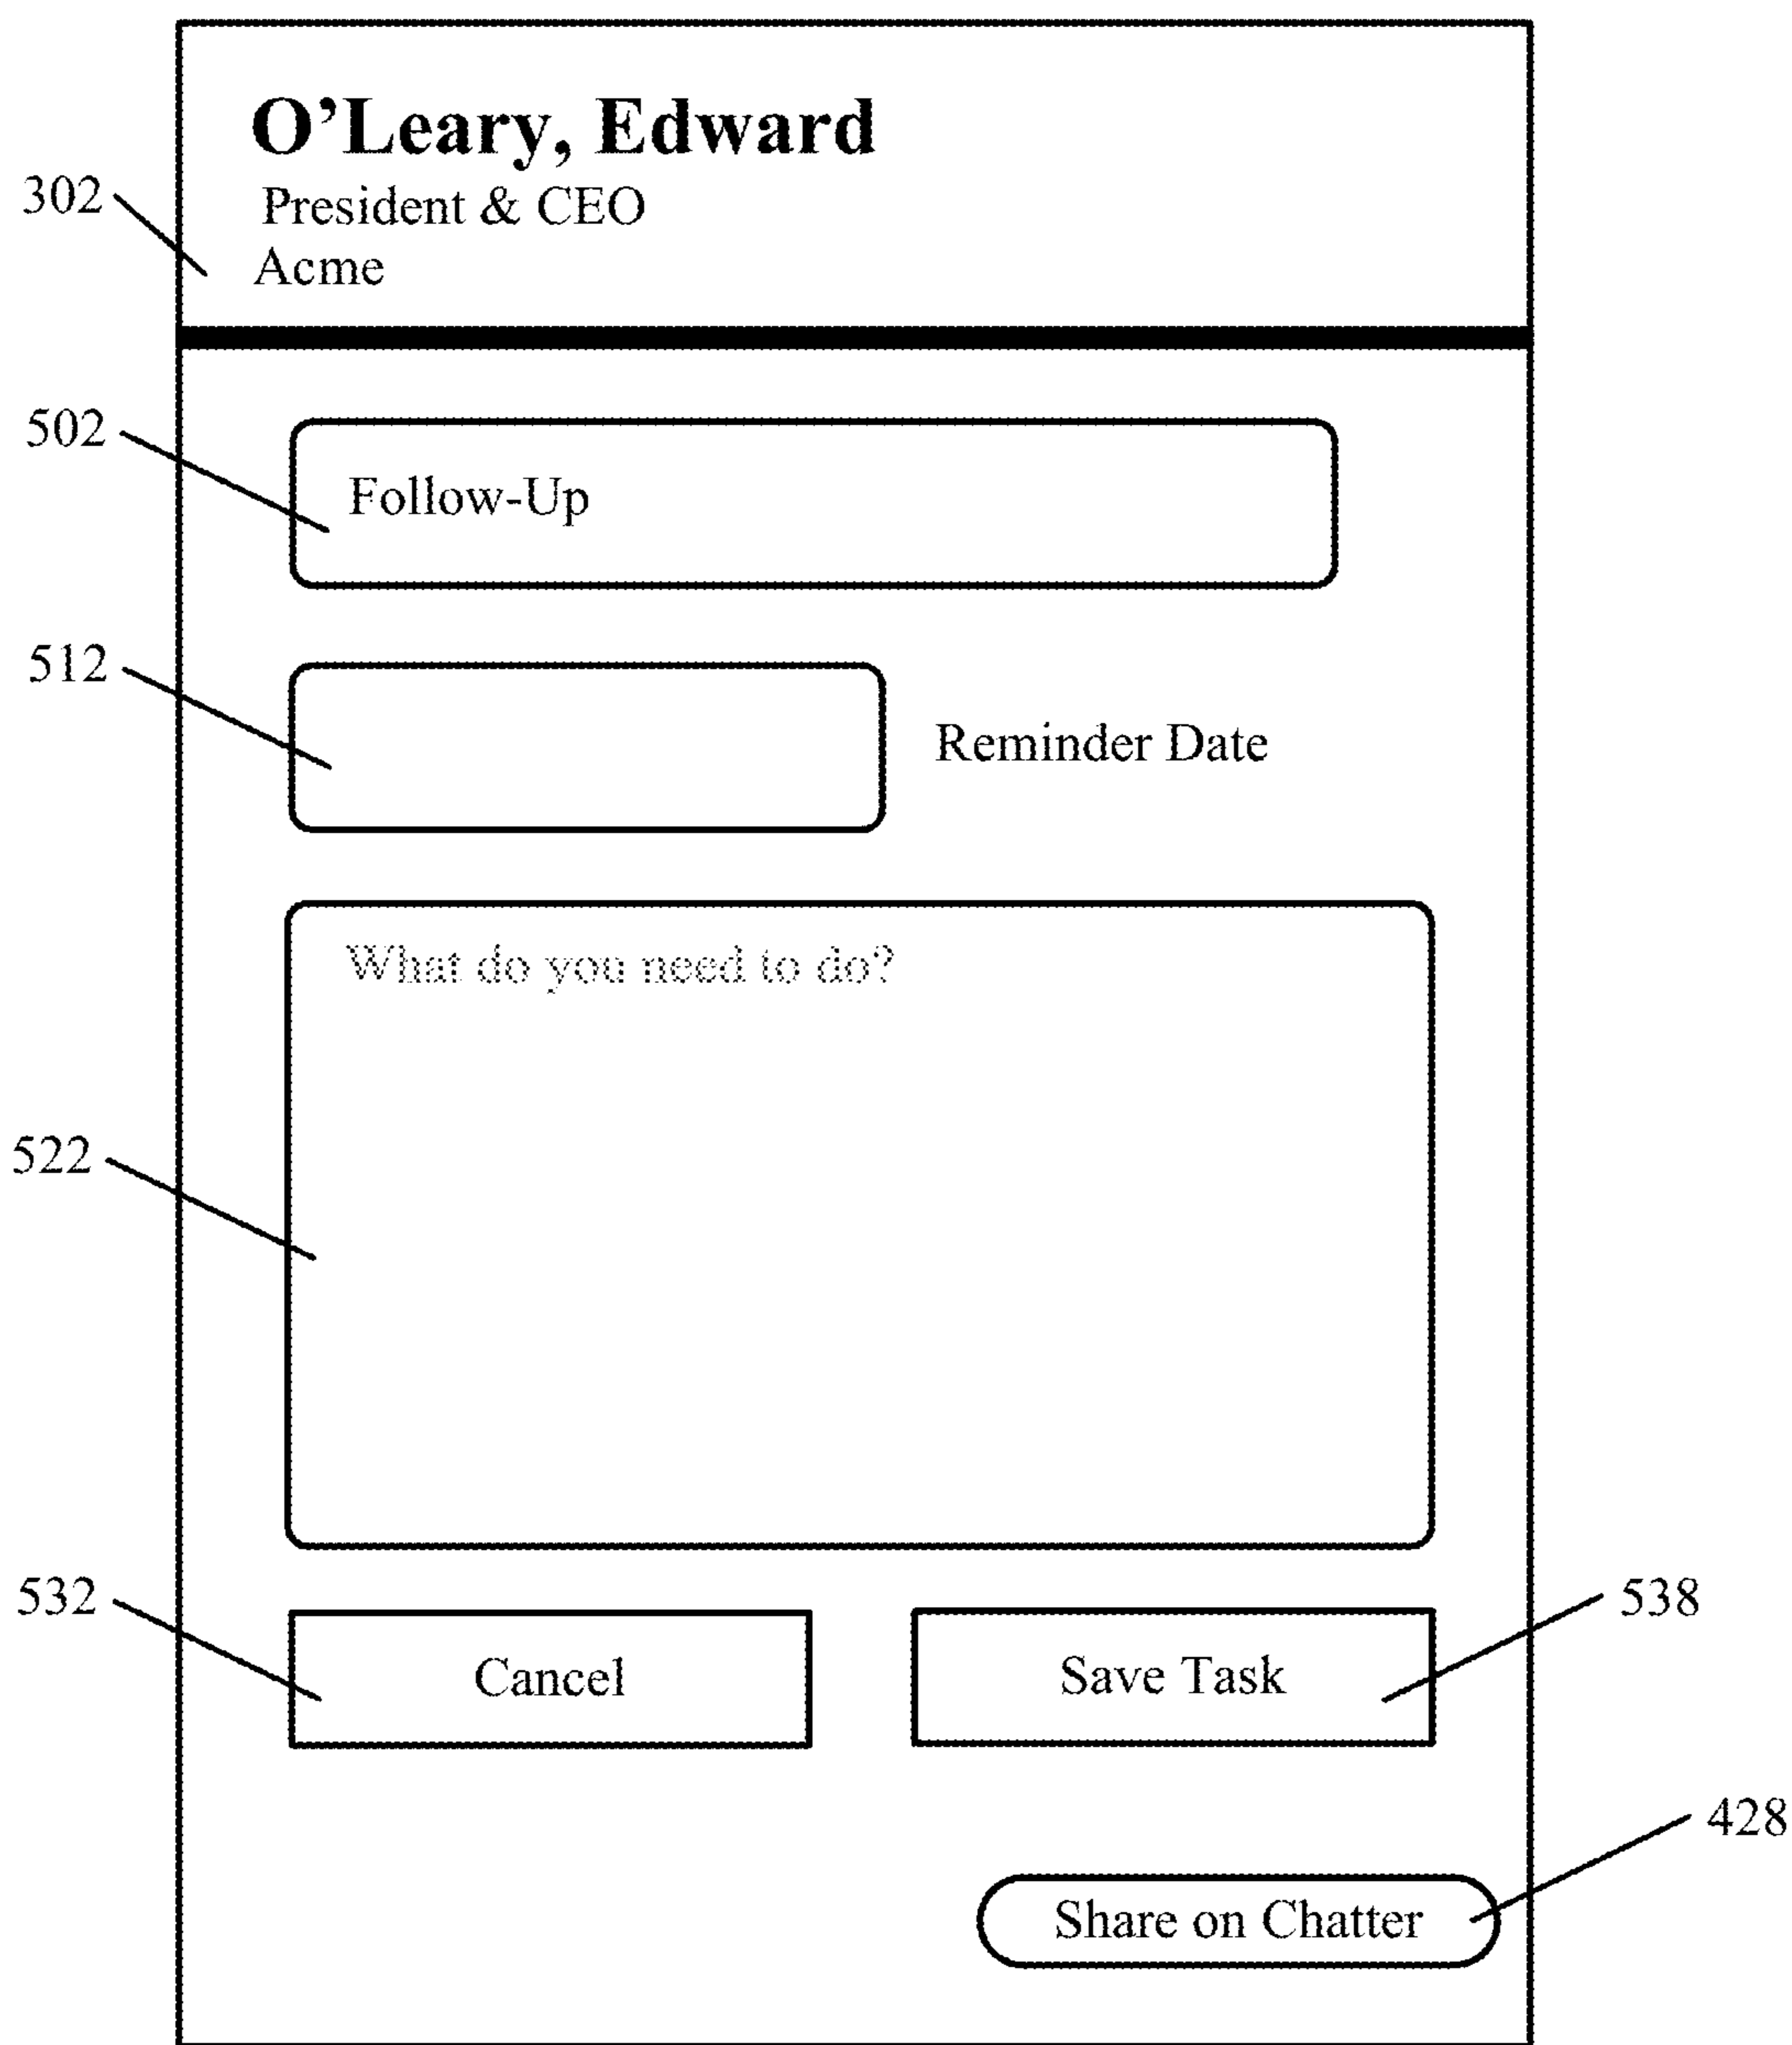 O’Leary, Edward
302
President & CEO
Acme
502
Follow-Up
512
Reminder Date
What do you need to do?
522
532
Cancel
Save Task
538
428
Share on Chatter